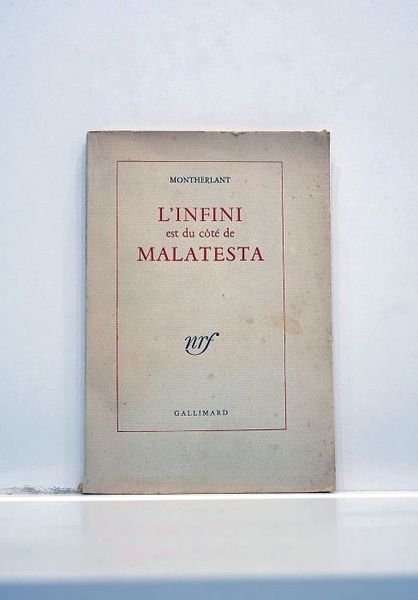 MONTHERLANT
L'INFINI
est du côté de
MALATESTA
nrf
GALLIMARD